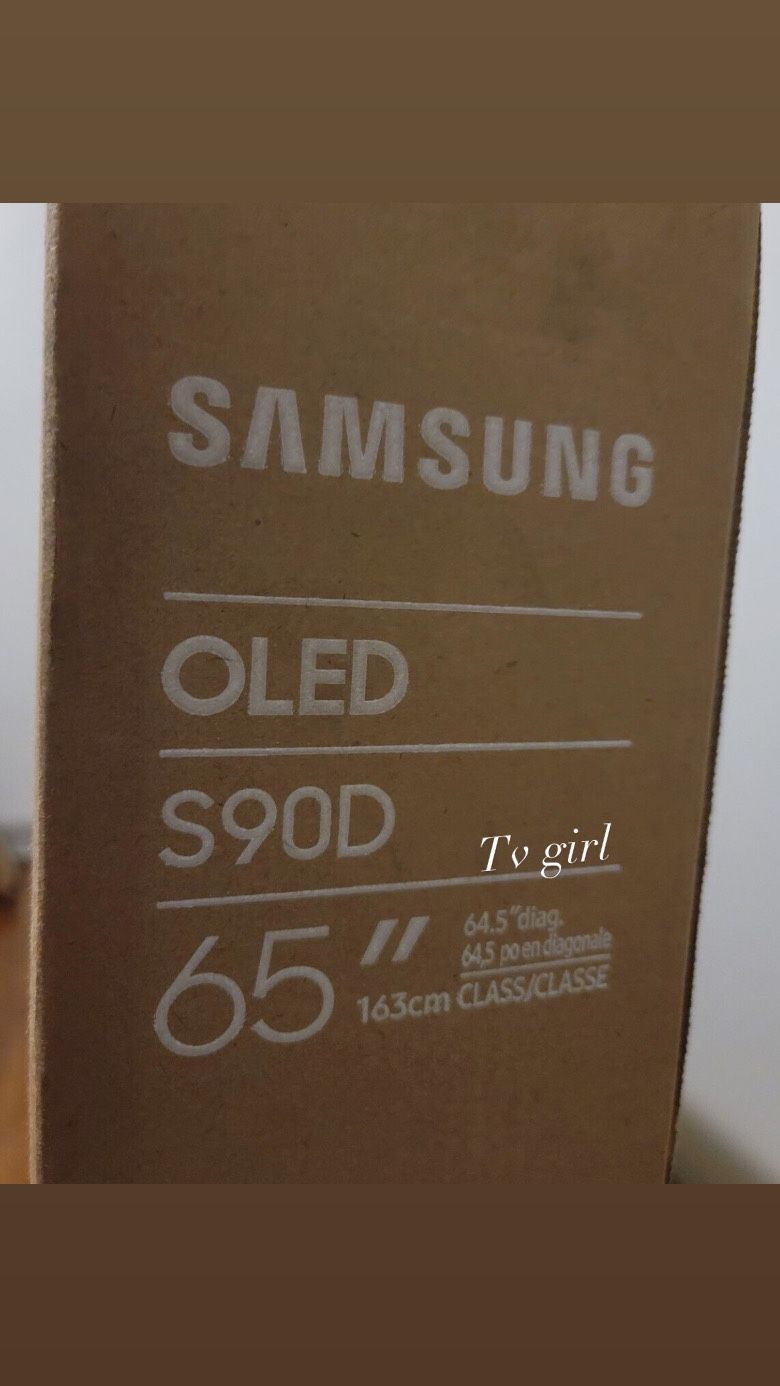 SAMSUNG
OLED
S90D
Tv girl
65"
64.5"diag.
64,5 po en diagonale
163cm CLASS/CLASSE